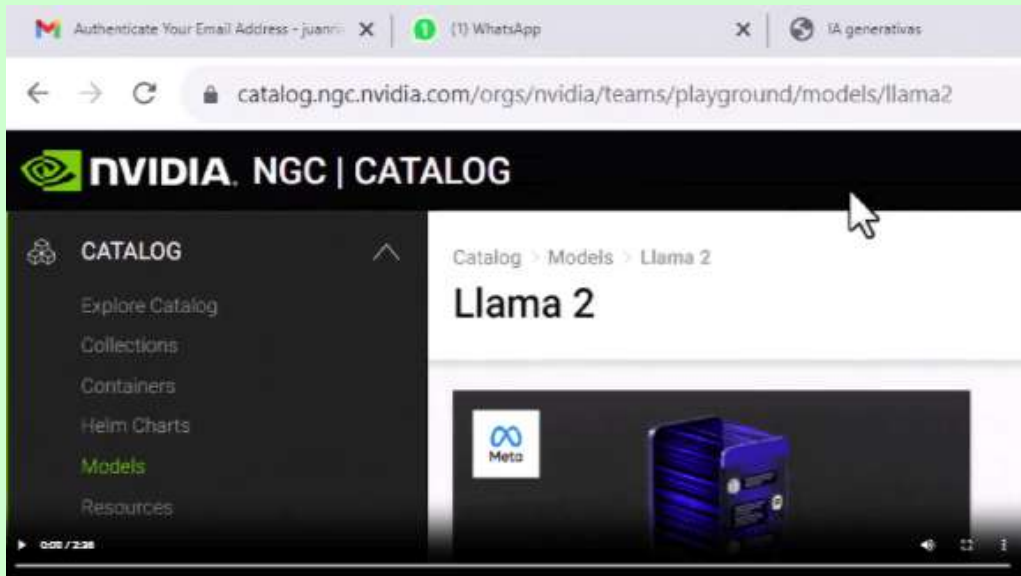 Authenticate Your Email Address - juanri
(1) WhatsApp
IA generativas
catalog.ngc.nvidia.com/orgs/nvidia/teams/playground/models/llama2
NVIDIA. NGC | CATALOG
CATALOG
Explore Catalog
Collections
Containers
Helm Charts
Models
Resources
Catalog > Models > Llama 2
Llama 2
Meta